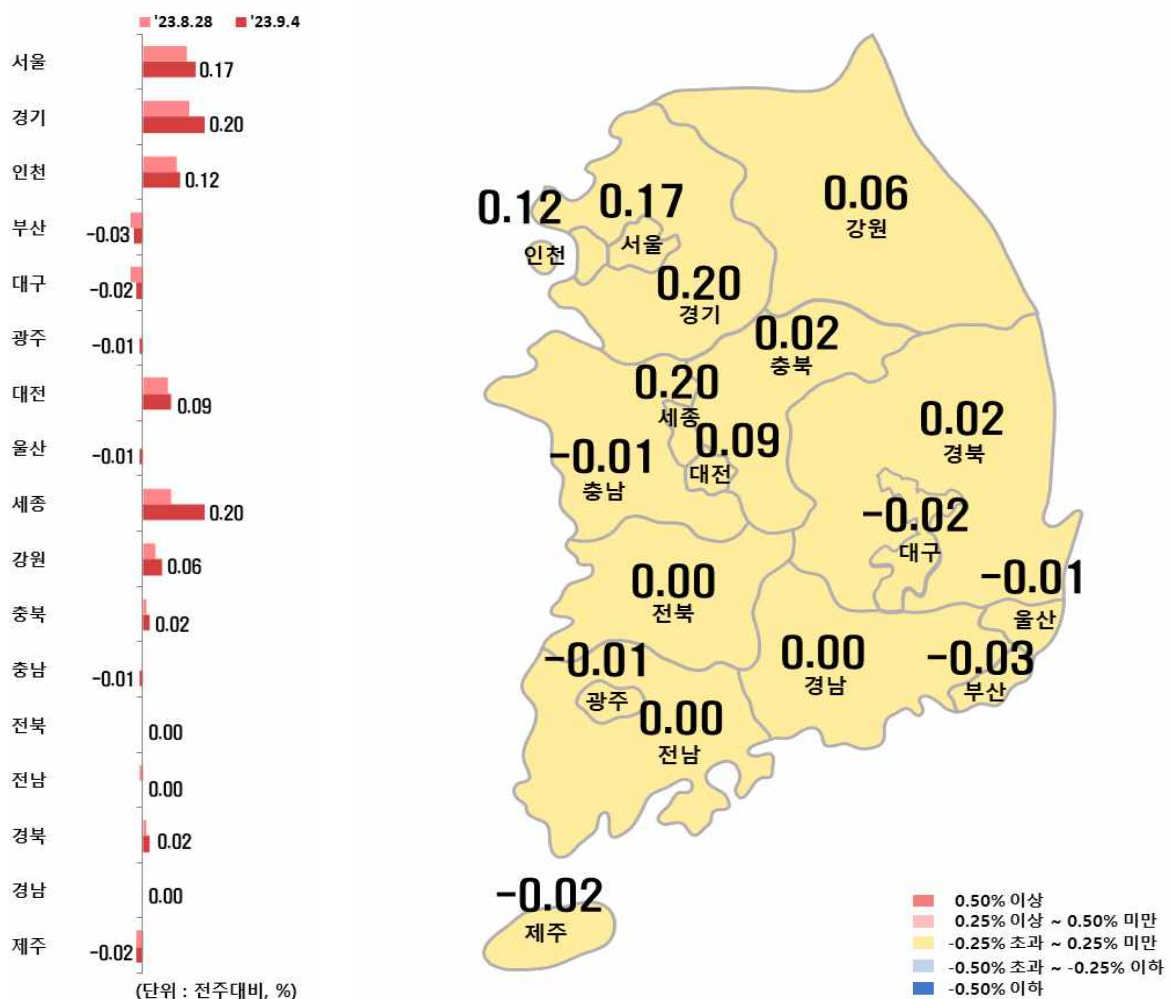 '23.8.28 '23.9.4
서울 0.17
경기 0.20
인천 0.12
부산 -0.03
대구 -0.02
광주 -0.01
대전 0.09
울산 -0.01
세종 0.20
강원 0.06
충북 0.02
충남 -0.01
전북 0.00
전남 0.00
경북 0.02
경남 0.00
제주 -0.02
(단위 : 전주대비, %)
0.12
인천
0.17
서울
0.06
강원
0.20
경기
0.02
충북
0.20
세종
0.09
대전
-0.01
충남
0.02
경북
-0.02
대구
-0.01
울산
0.00
전북
0.00
경남
-0.03
부산
-0.01
광주
0.00
전남
-0.02
제주
0.50% 이상
0.25% 이상 ~ 0.50% 미만
-0.25% 초과 ~ 0.25% 미만
-0.50% 초과 ~ -0.25% 이하
-0.50% 이하